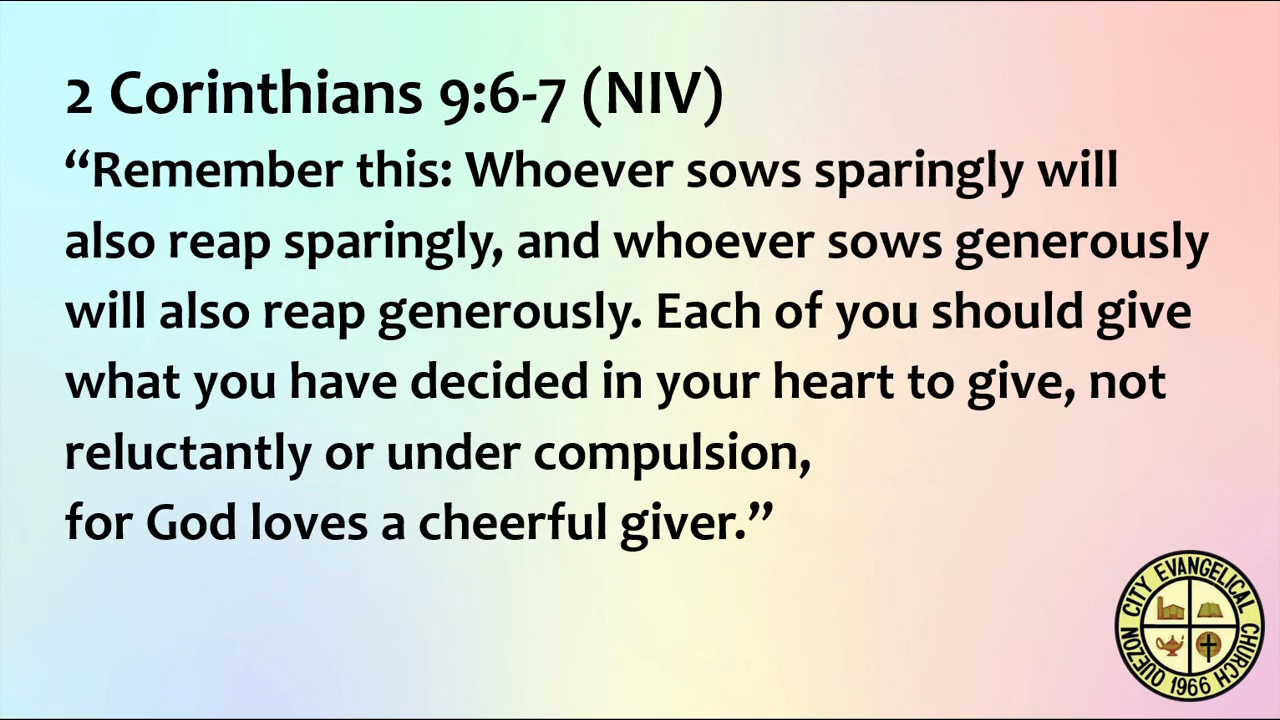 2 Corinthians 9:6-7 (NIV)
“Remember this: Whoever sows sparingly will
also reap sparingly, and whoever sows generously
will also reap generously. Each of you should give
what you have decided in your heart to give, not
reluctantly or under compulsion,
for God loves a cheerful giver.”
QUEZON CITY EVANGELICAL CHURCH
1966